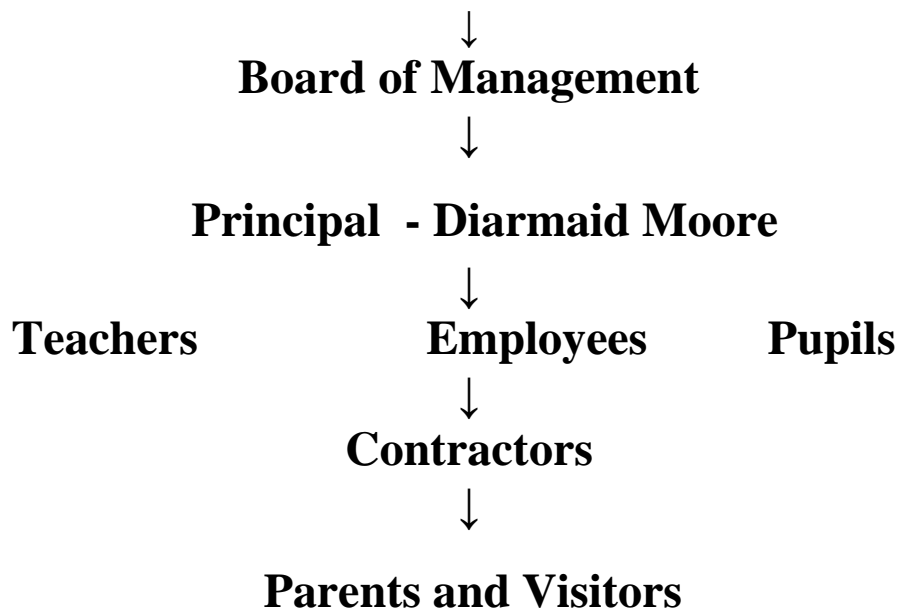 ↓
Board of Management
↓
Principal - Diarmaid Moore
↓
Teachers Employees Pupils
↓
Contractors
↓
Parents and Visitors